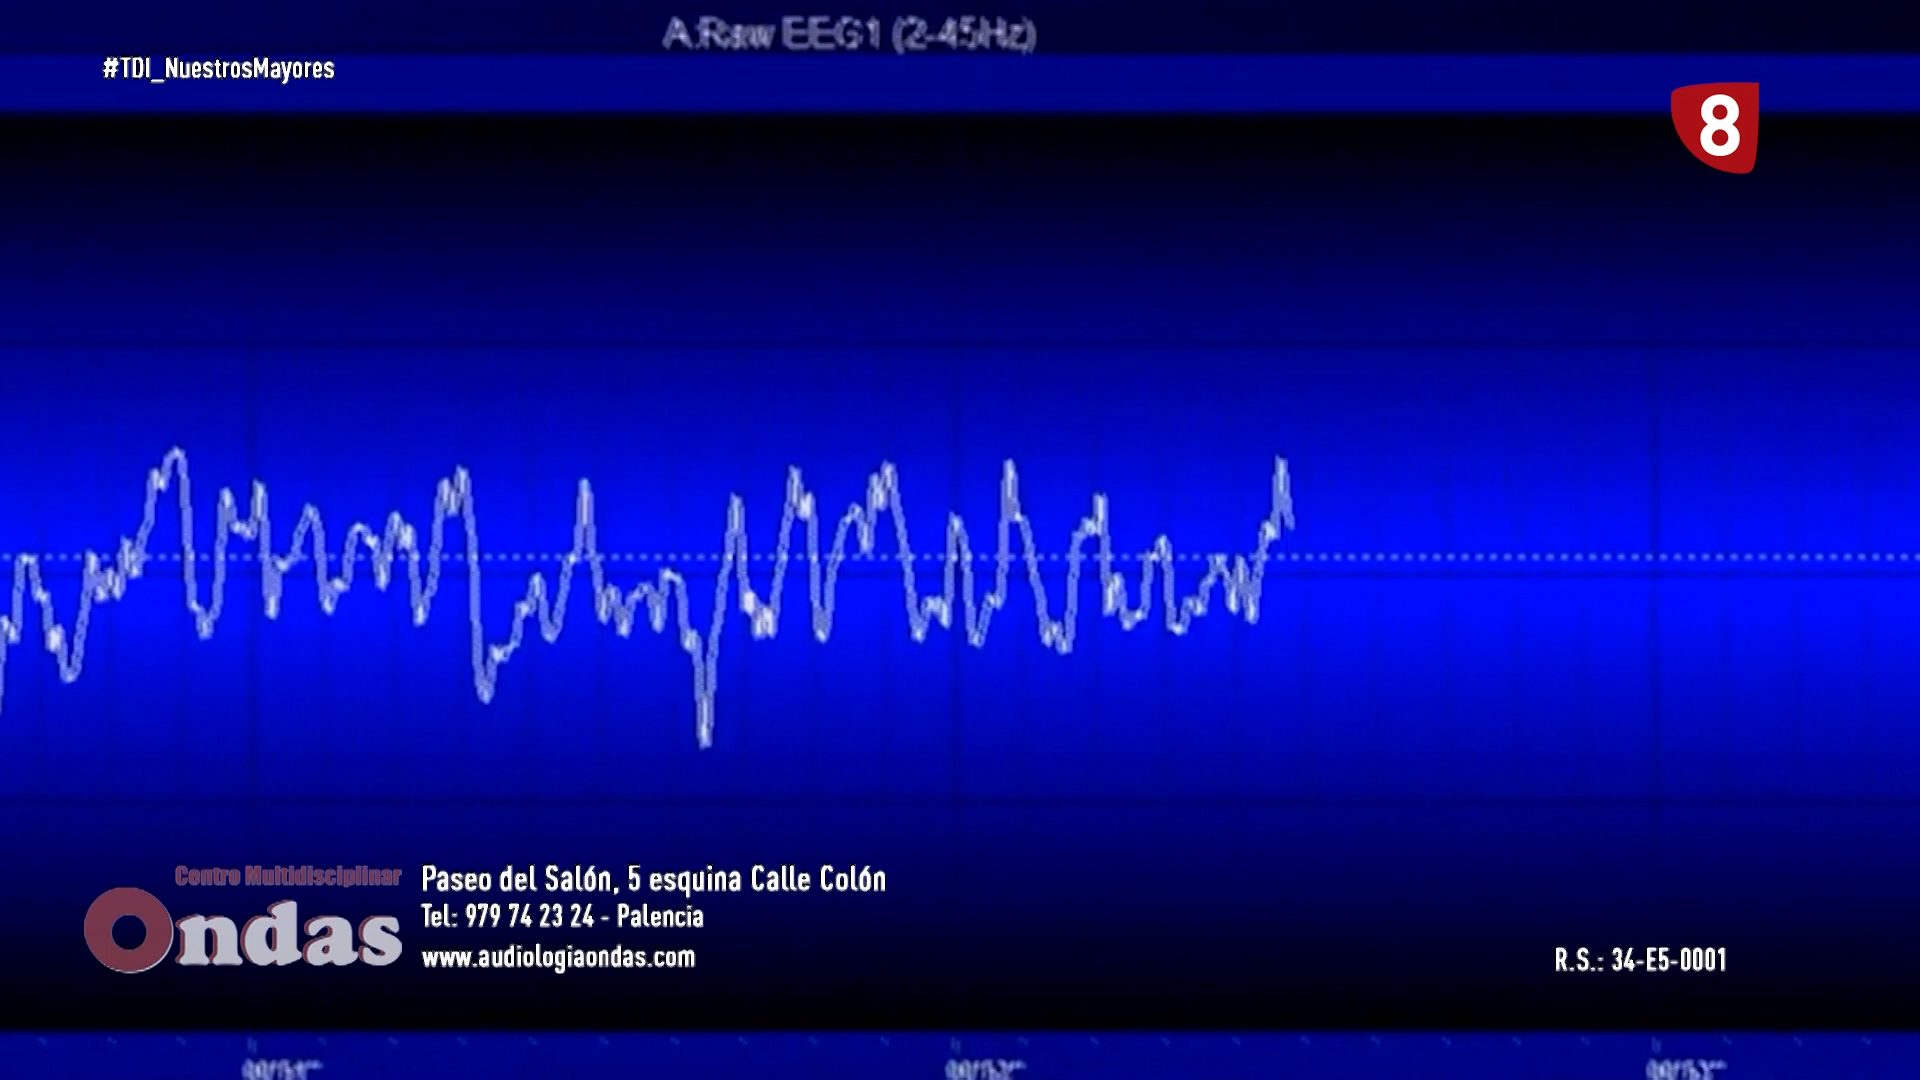 A:Raw EEG1 (2-45Hz)
#TDI_NuestrosMayores
8
Centro Multidisciplinar
Ondas
Paseo del Salón, 5 esquina Calle Colón
Tel: 979 74 23 24 - Palencia
www.audiologiaondas.com
R.S.: 34-E5-0001